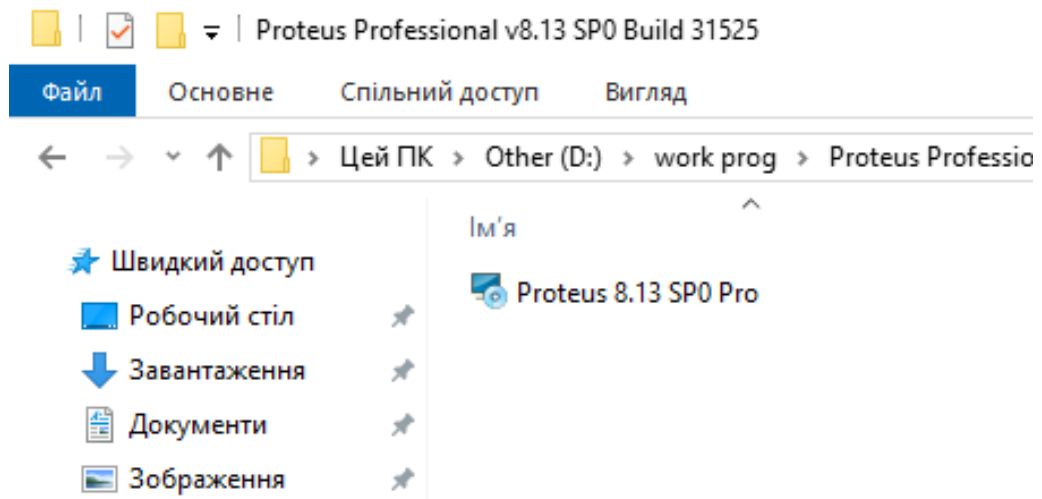 Proteus Professional v8.13 SP0 Build 31525
Файл Основне Спільний доступ Вигляд
Цей ПК > Other (D:) > work prog > Proteus Professio
Ім'я
Швидкий доступ
Proteus 8.13 SP0 Pro
Робочий стіл
Завантаження
Документи
Зображення